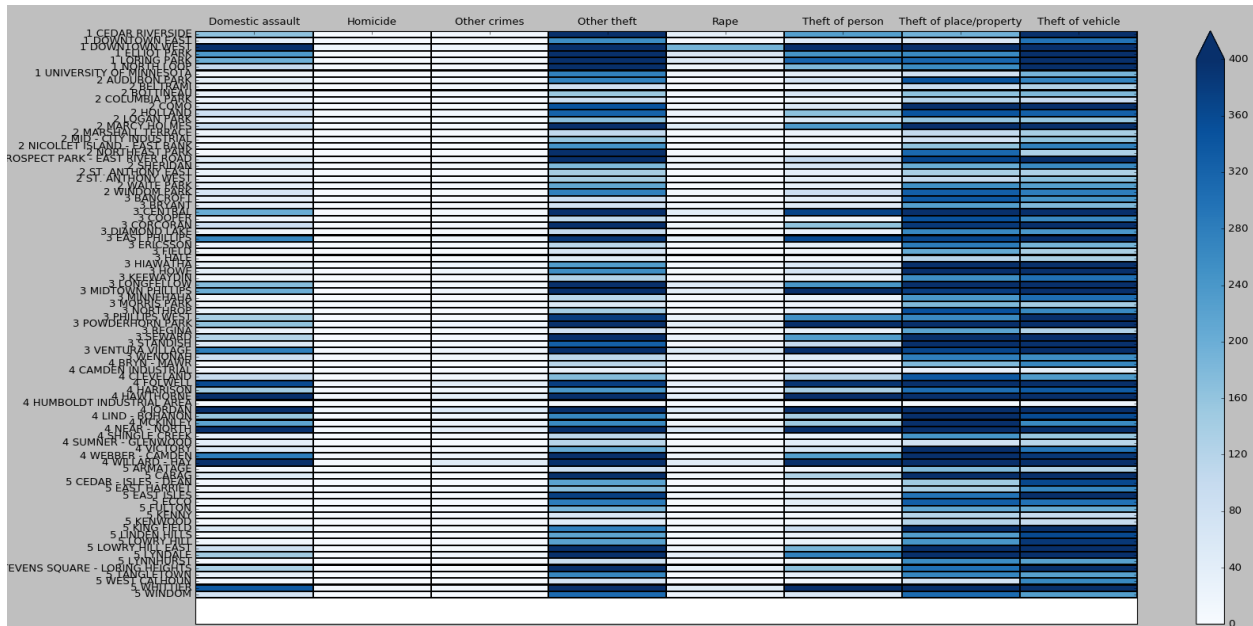 Domestic assault Homicide Other crimes Other theft Rape Theft of person Theft of place/property Theft of vehicle
1 CEDAR RIVERSIDE
1 DOWNTOWN EAST
1 DOWNTOWN WEST
1 ELLIOT PARK
1 LORING PARK
1 NORTH LOOP
1 UNIVERSITY OF MINNESOTA
2 AUDUBON PARK
2 BELTRAMI
2 BOTTINEAU
2 COLUMBIA PARK
2 COMO
2 HOLLAND
2 LOGAN PARK
2 MARCY HOLMES
2 MARSHALL TERRACE
2 MID - CITY INDUSTRIAL
2 NICOLLET ISLAND - EAST BANK
2 NORTHEAST PARK
ROSPECT PARK - EAST RIVER ROAD
2 SHERIDAN
2 ST. ANTHONY EAST
2 ST. ANTHONY WEST
2 WAITE PARK
2 WINDOM PARK
3 BANCROFT
3 BRYANT
3 CENTRAL
3 COOPER
3 CORCORAN
3 DIAMOND LAKE
3 EAST PHILLIPS
3 ERICSSON
3 FIELD
3 HALE
3 HIAWATHA
3 HOWE
3 KEEWAYDIN
3 LONGFELLOW
3 MIDTOWN PHILLIPS
3 MINNEHAHA
3 MORRIS PARK
3 NORTHROP
3 PHILLIPS WEST
3 POWDERHORN PARK
3 REGINA
3 SEWARD
3 STANDISH
3 VENTURA VILLAGE
3 WENONAH
4 BRYN - MAWR
4 CAMDEN INDUSTRIAL
4 CLEVELAND
4 FOLWELL
4 HARRISON
4 HAWTHORNE
4 HUMBOLDT INDUSTRIAL AREA
4 JORDAN
4 LIND - BOHANON
4 MCKINLEY
4 NEAR - NORTH
4 SHINGLE CREEK
4 SUMNER - GLENWOOD
4 VICTORY
4 WEBBER - CAMDEN
4 WILLARD - HAY
5 ARMATAGE
5 CARAG
5 CEDAR - ISLES - DEAN
5 EAST HARRIET
5 EAST ISLES
5 ECCO
5 FULTON
5 KENNY
5 KENWOOD
5 KING FIELD
5 LINDEN HILLS
5 LOWRY HILL
5 LOWRY HILL EAST
5 LYNDALE
5 LYNNHURST
TEVENS SQUARE - LORING HEIGHTS
5 TANGLETOWN
5 WEST CALHOUN
5 WHITTIER
5 WINDOM
400
360
320
280
240
200
160
120
80
40
0